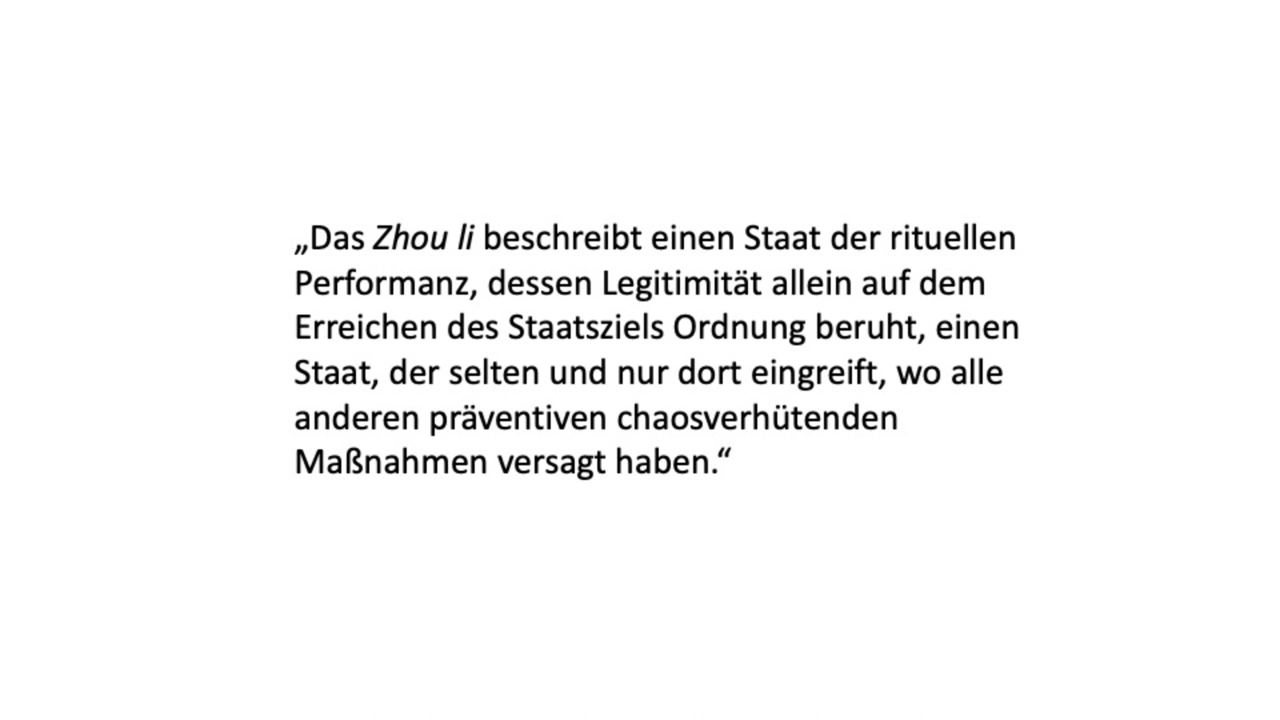 „Das Zhou li beschreibt einen Staat der rituellen
Performanz, dessen Legitimität allein auf dem
Erreichen des Staatsziels Ordnung beruht, einen
Staat, der selten und nur dort eingreift, wo alle
anderen präventiven chaosverhütenden
Maßnahmen versagt haben.“